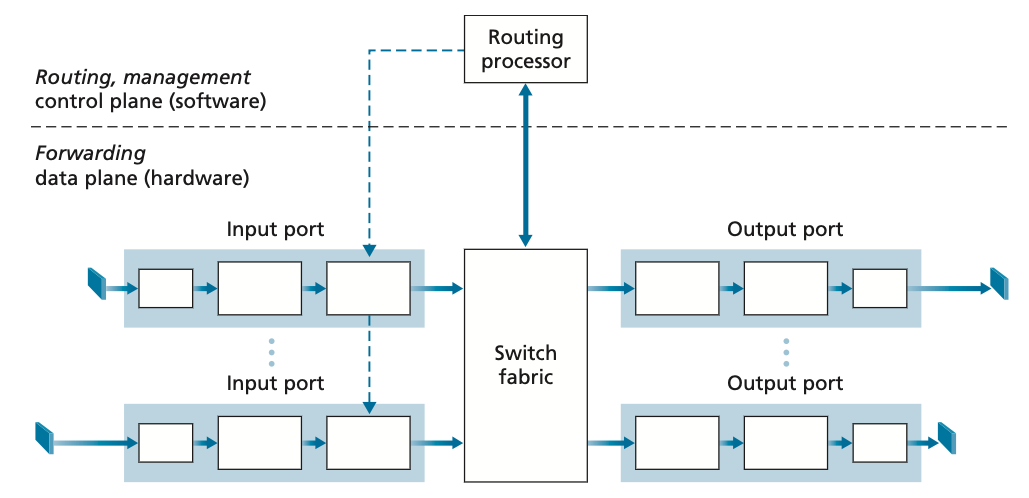 Routing
processor
Routing, management
control plane (software)
Forwarding
data plane (hardware)
Input port
Output port
Switch
fabric
Input port
Output port